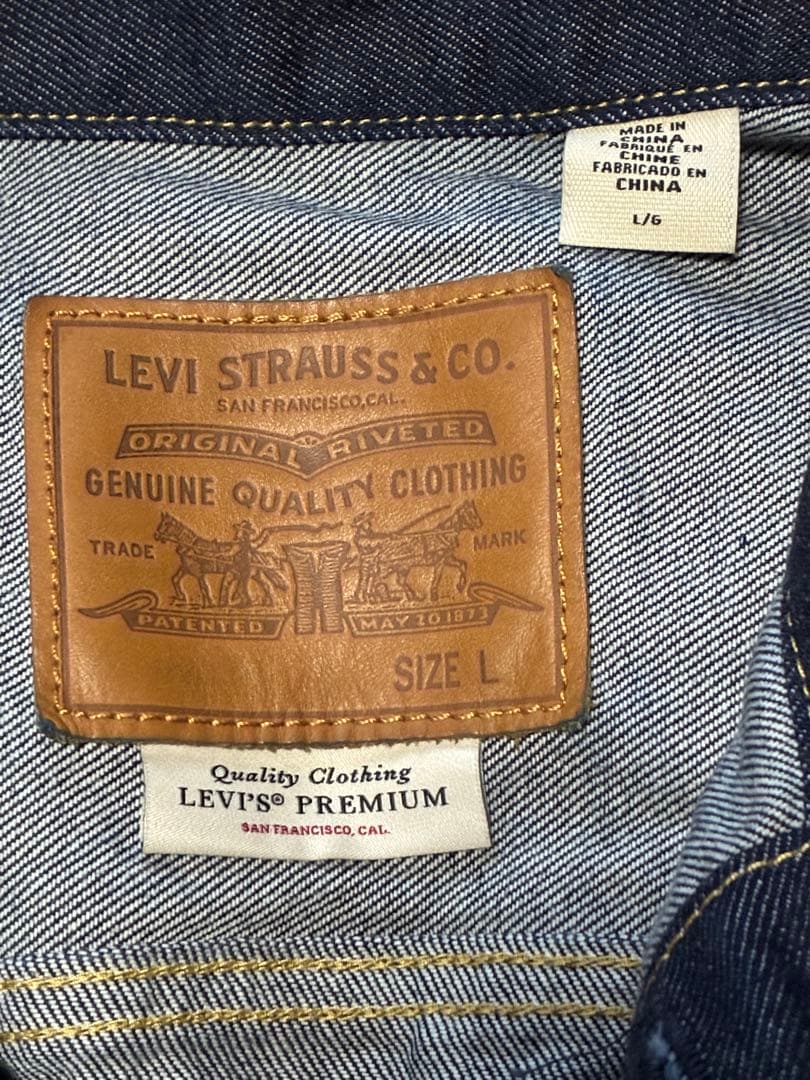 MADE IN
CHINA
FABRIQUÉ EN
CHINE
FABRICADO EN
CHINA
L/G
LEVI STRAUSS & CO.
SAN FRANCISCO, CAL.
ORIGINAL RIVETED
GENUINE QUALITY CLOTHING
TRADE MARK
PATENTED MAY 20 1873
SIZE L
Quality Clothing
LEVI'S® PREMIUM
SAN FRANCISCO, CAL.